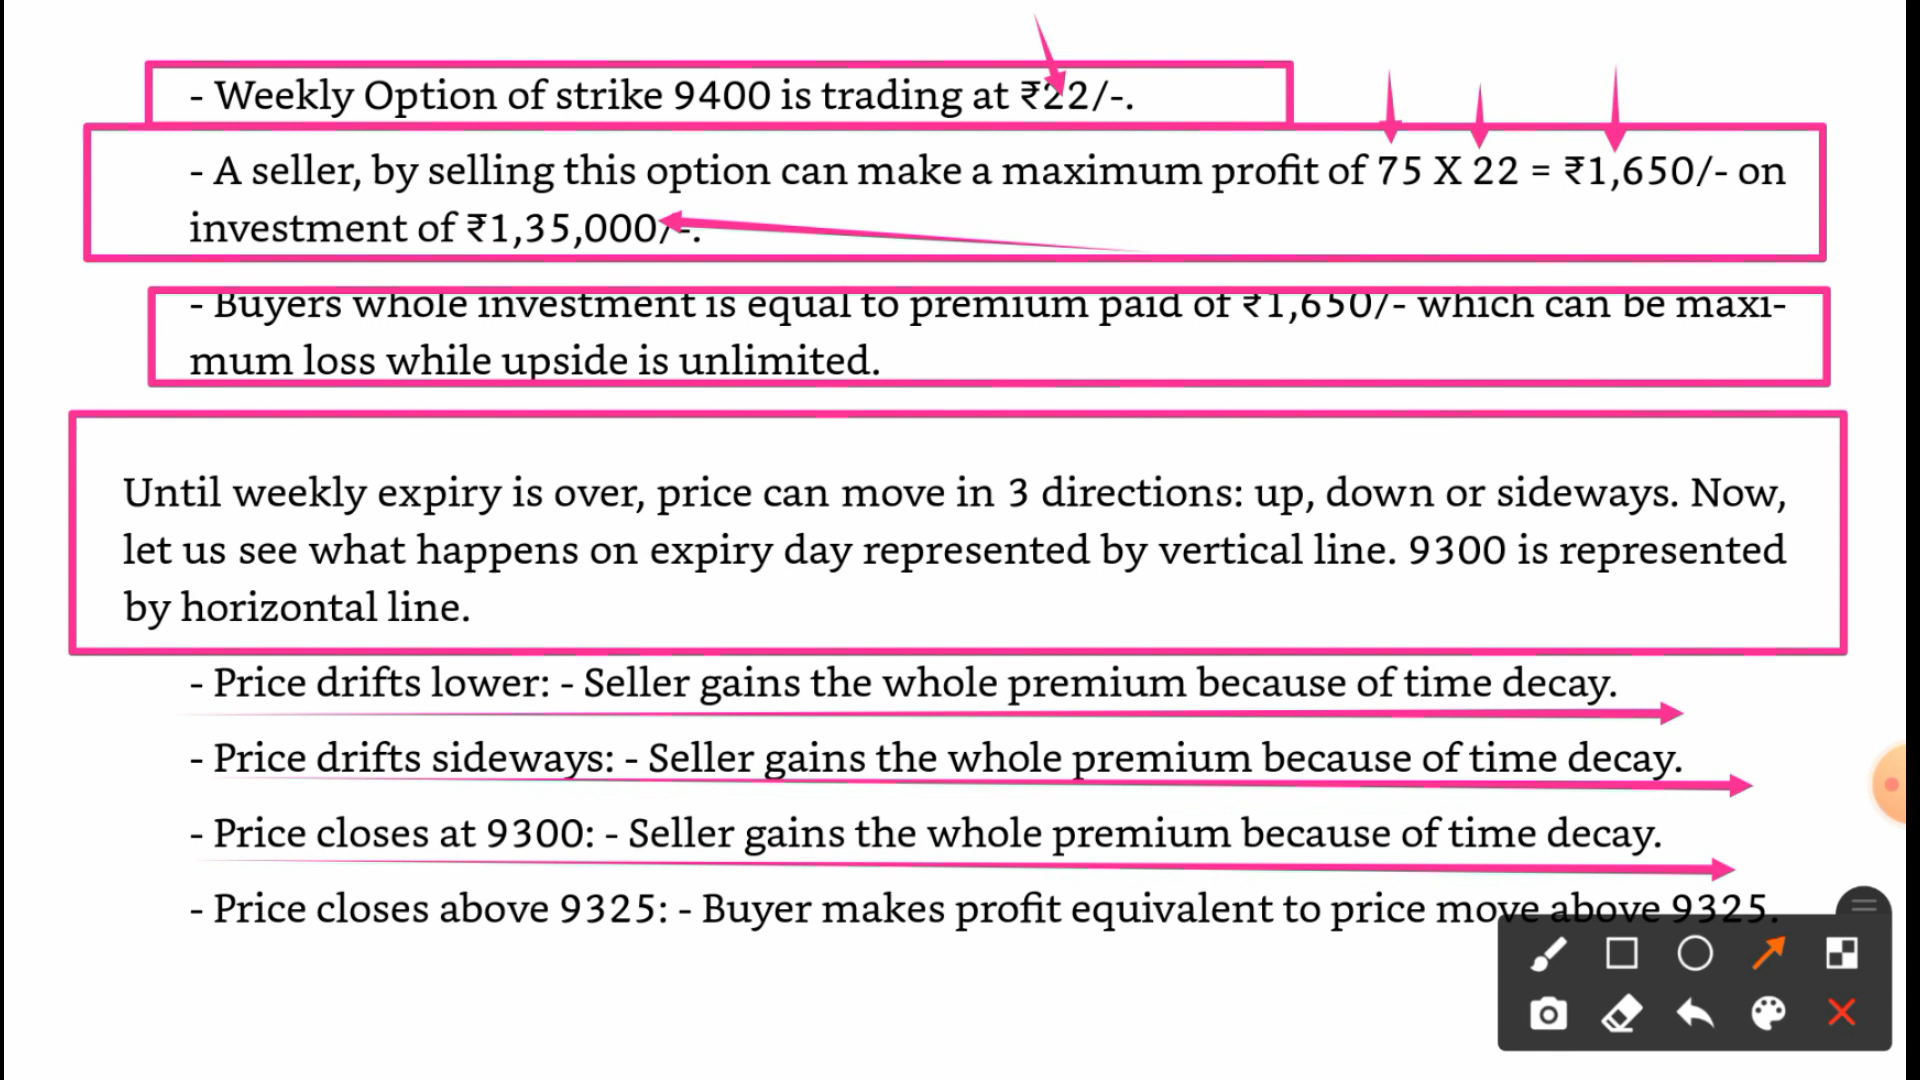 - Weekly Option of strike 9400 is trading at ₹22/-.
- A seller, by selling this option can make a maximum profit of 75 X 22 = ₹1,650/- on
investment of ₹1,35,000/-.
- Buyers whole investment is equal to premium paid of ₹1,650/- which can be maxi-
mum loss while upside is unlimited.
Until weekly expiry is over, price can move in 3 directions: up, down or sideways. Now,
let us see what happens on expiry day represented by vertical line. 9300 is represented
by horizontal line.
- Price drifts lower: - Seller gains the whole premium because of time decay.
- Price drifts sideways: - Seller gains the whole premium because of time decay.
- Price closes at 9300: - Seller gains the whole premium because of time decay.
- Price closes above 9325: - Buyer makes profit equivalent to price move above 9325.